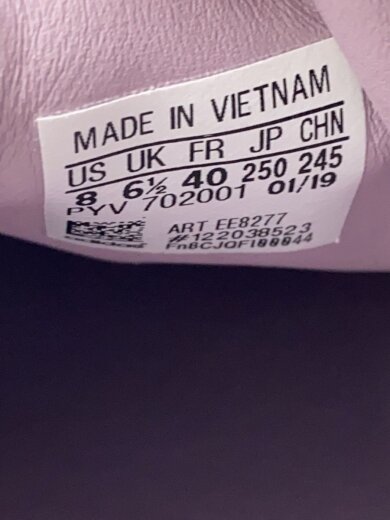 MADE IN VIETNAM
US UK FR JP CHN
8 6½ 40 250 245
PYV 702001 01/19
ART EE8277
#122038523